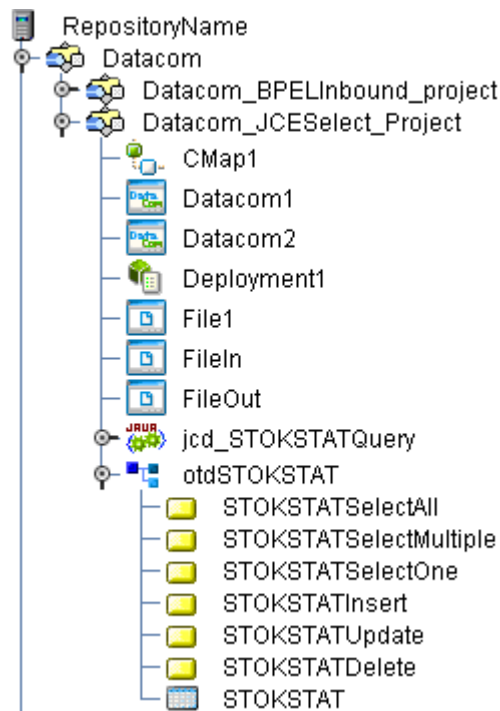 RepositoryName
Datacom
Datacom_BPELInbound_project
Datacom_JCESelect_Project
CMap1
Datacom1
Datacom2
Deployment1
File1
FileIn
FileOut
JAVA jcd_STOKSTATQuery
otdSTOKSTAT
STOKSTATSelectAll
STOKSTATSelectMultiple
STOKSTATSelectOne
STOKSTATInsert
STOKSTATUpdate
STOKSTATDelete
STOKSTAT